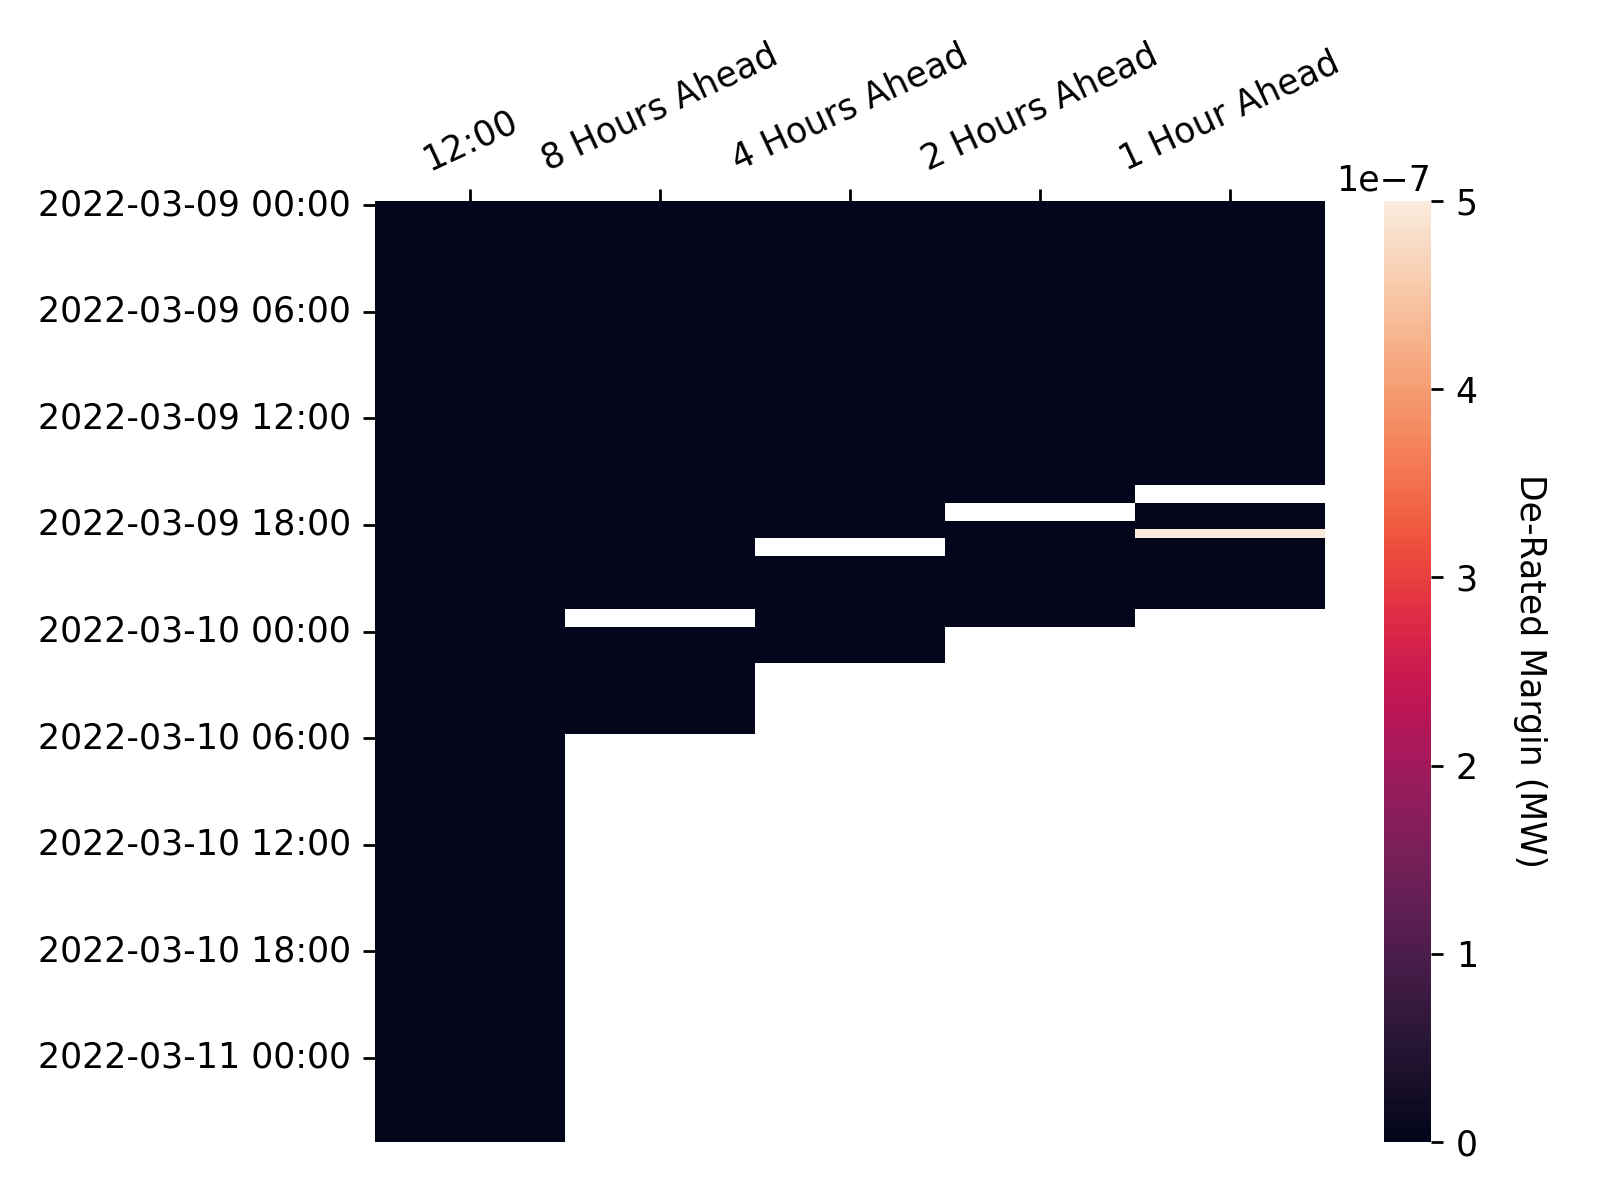 12:00
8 Hours Ahead
4 Hours Ahead
2 Hours Ahead
1 Hour Ahead
2022-03-09 00:00
2022-03-09 06:00
2022-03-09 12:00
2022-03-09 18:00
2022-03-10 00:00
2022-03-10 06:00
2022-03-10 12:00
2022-03-10 18:00
2022-03-11 00:00
1e−7
5
4
3
2
1
0
De-Rated Margin (MW)